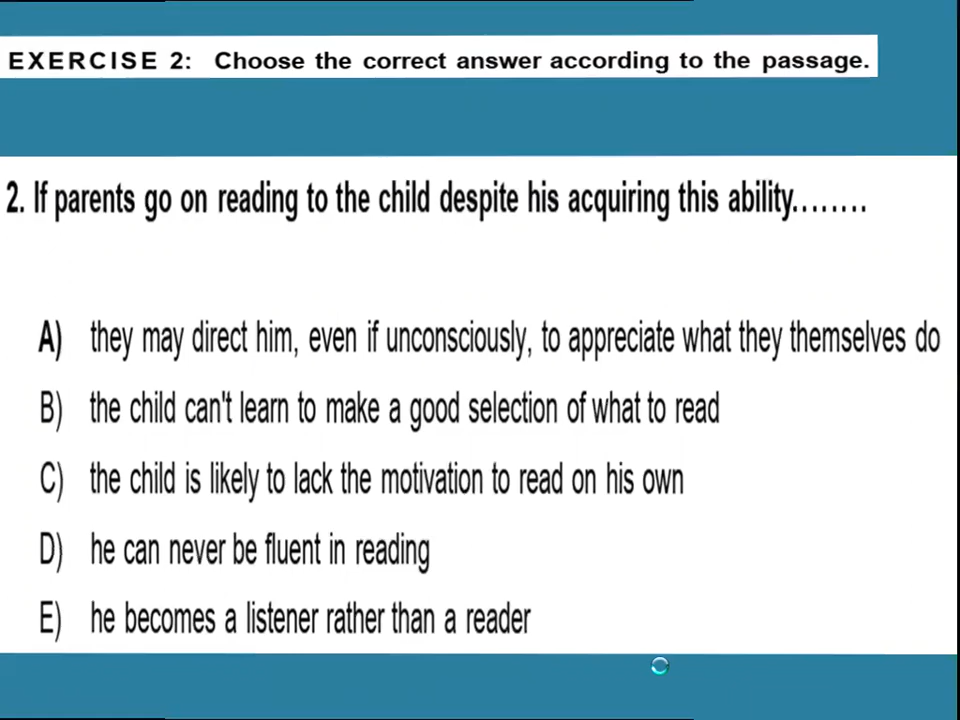 EXERCISE 2: Choose the correct answer according to the passage.
2. If parents go on reading to the child despite his acquiring this ability........
A) they may direct him, even if unconsciously, to appreciate what they themselves do
B) the child can't learn to make a good selection of what to read
C) the child is likely to lack the motivation to read on his own
D) he can never be fluent in reading
E) he becomes a listener rather than a reader